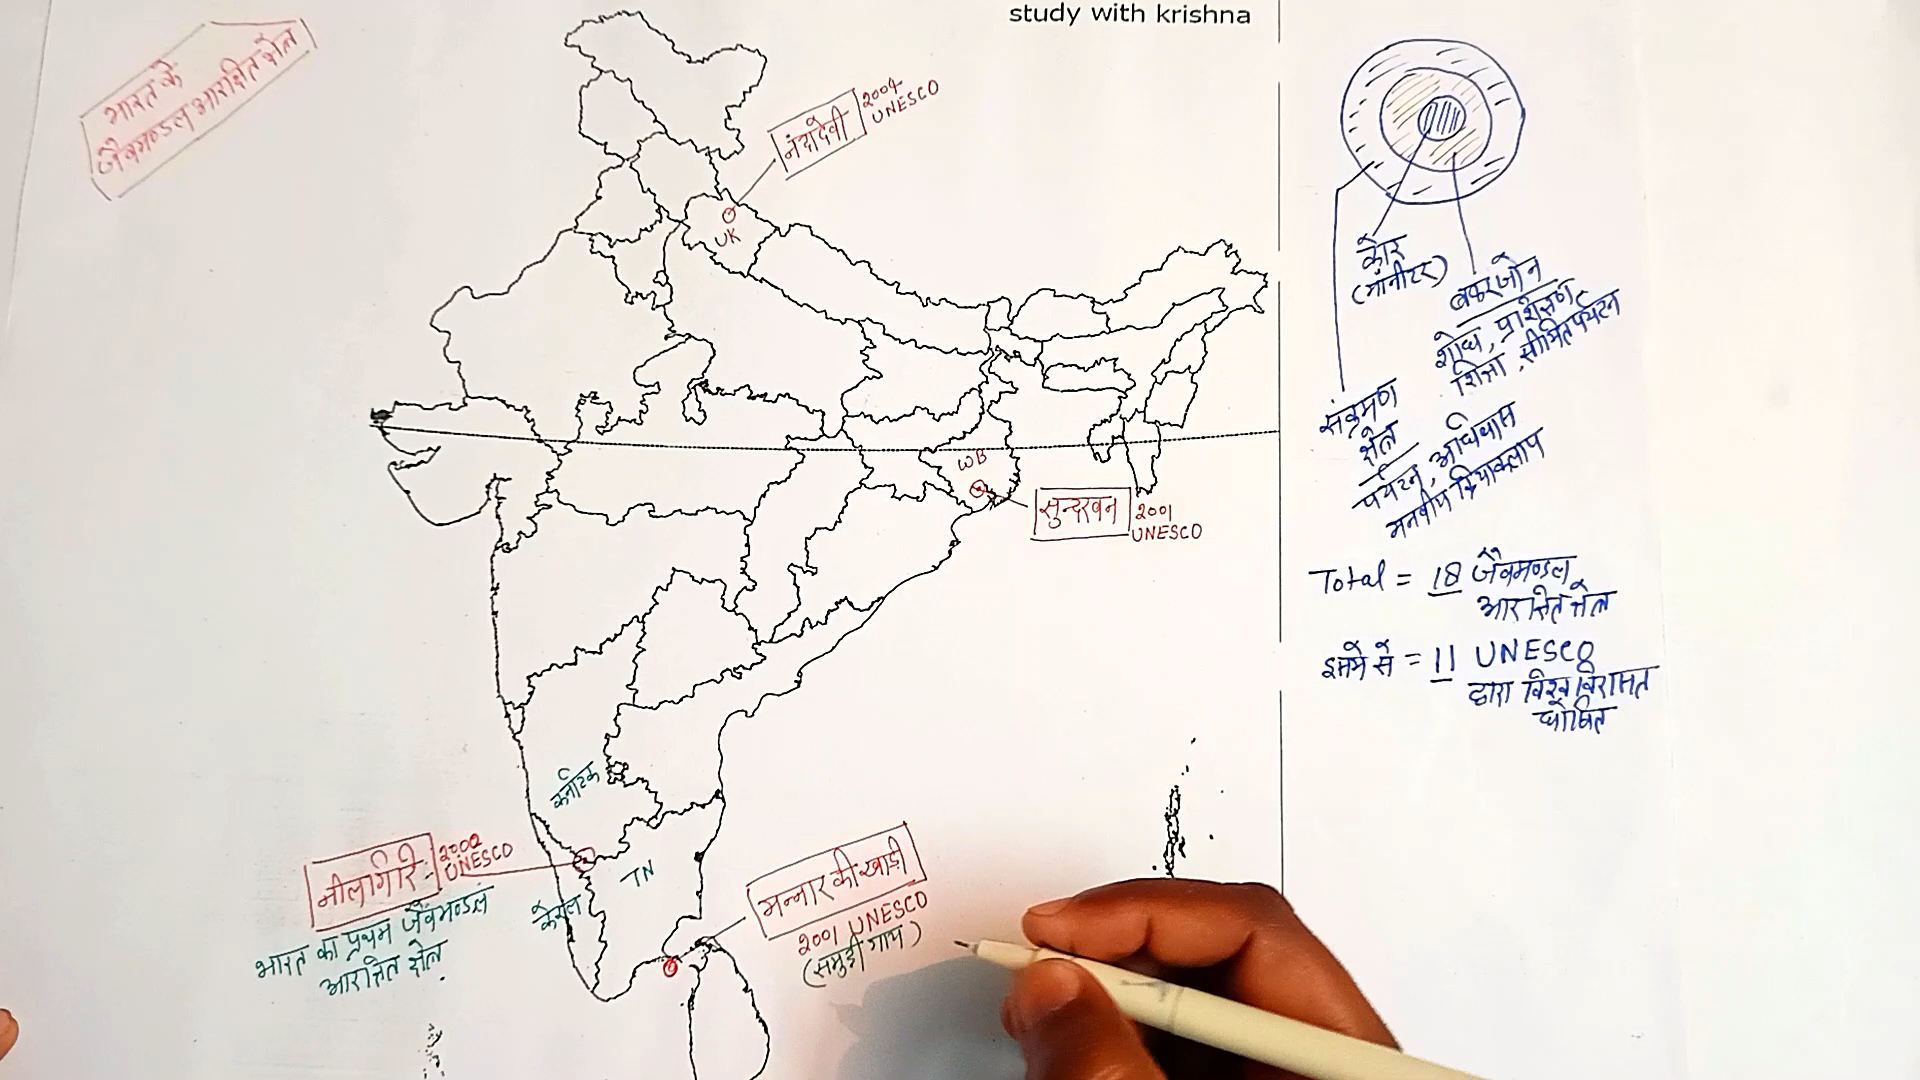 study with krishna
भारत के
जैवमण्डल आरक्षित क्षेत्र
नंदादेवी
2004
UNESCO
UK
कोर
(मॉनीटर)
बफरजोन
शोध, प्रशिक्षण
शिक्षा, सीमित पर्यटन
संक्रमण
क्षेत्र
पर्यटन, अधिवास
मनवीय क्रियाकलाप
WB
सुन्दरवन
2001
UNESCO
Total = 18 जैवमण्डल
आरक्षित क्षेत्र
इनमे से = 11 UNESCO
द्वारा विश्व विरासत
घोषित
कर्नाटक
नीलगिरि
2000
UNESCO
TN
केरल
भारत का प्रथम जैवमण्डल
आरक्षित क्षेत्र
मन्नार की खाड़ी
2001 UNESCO
(समुद्री गाय)